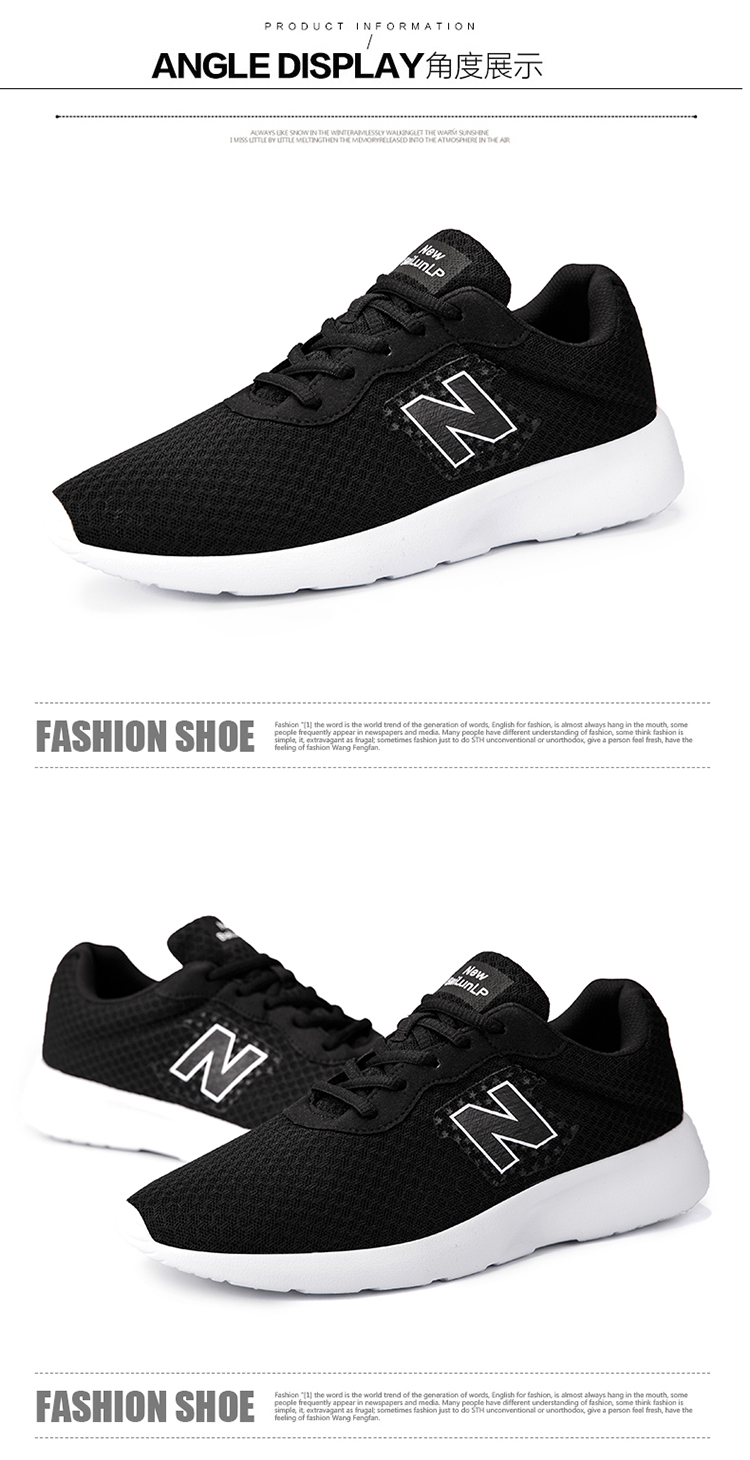 PRODUCT INFORMATION
/
ANGLE DISPLAY角度展示
ALWAYS LIKE SNOW IN THE WINTERAIMLESSLY WALKINGLET THE WARM SUNSHINE
I MISS LITTLE BY LITTLE MELTINGTHEN THE MEMORYRELEASED INTO THE ATMOSPHERE IN THE AIR
New
LunLP
N
FASHION SHOE
Fashion "[1] the word is the world trend of the generation of words, English for fashion, is almost always hang in the mouth, some
people frequently appear in newspapers and media. Many people have different understanding of fashion, some think fashion is
simple, it, extravagant as frugal; sometimes fashion just to do STH unconventional or unorthodox, give a person feel fresh, have the
feeling of fashion Wang Fengfan.
New
LunLP
N
N
FASHION SHOE
Fashion "[1] the word is the world trend of the generation of words, English for fashion, is almost always hang in the mouth, some
people frequently appear in newspapers and media. Many people have different understanding of fashion, some think fashion is
simple, it, extravagant as frugal; sometimes fashion just to do STH unconventional or unorthodox, give a person feel fresh, have the
feeling of fashion Wang Fengfan.